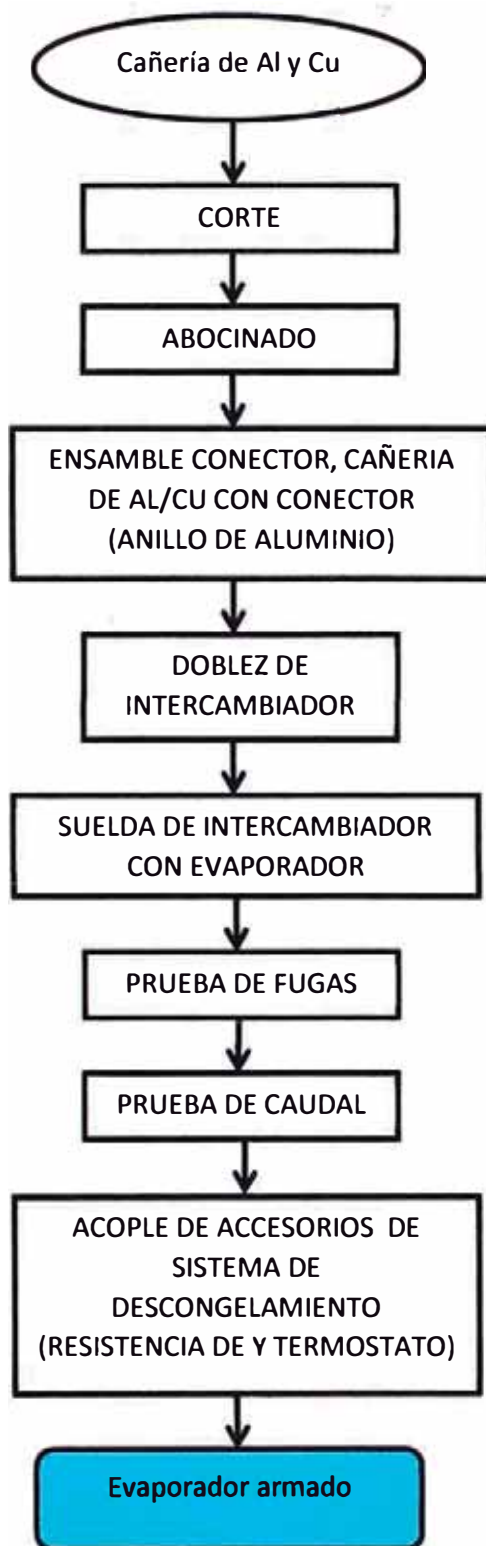 Cañería de Al y Cu
CORTE
ABOCINADO
ENSAMBLE CONECTOR, CAÑERIA
DE AL/CU CON CONECTOR
(ANILLO DE ALUMINIO)
DOBLEZ DE
INTERCAMBIADOR
SUELDA DE INTERCAMBIADOR
CON EVAPORADOR
PRUEBA DE FUGAS
PRUEBA DE CAUDAL
ACOPLE DE ACCESORIOS DE
SISTEMA DE
DESCONGELAMIENTO
(RESISTENCIA DE Y TERMOSTATO)
Evaporador armado